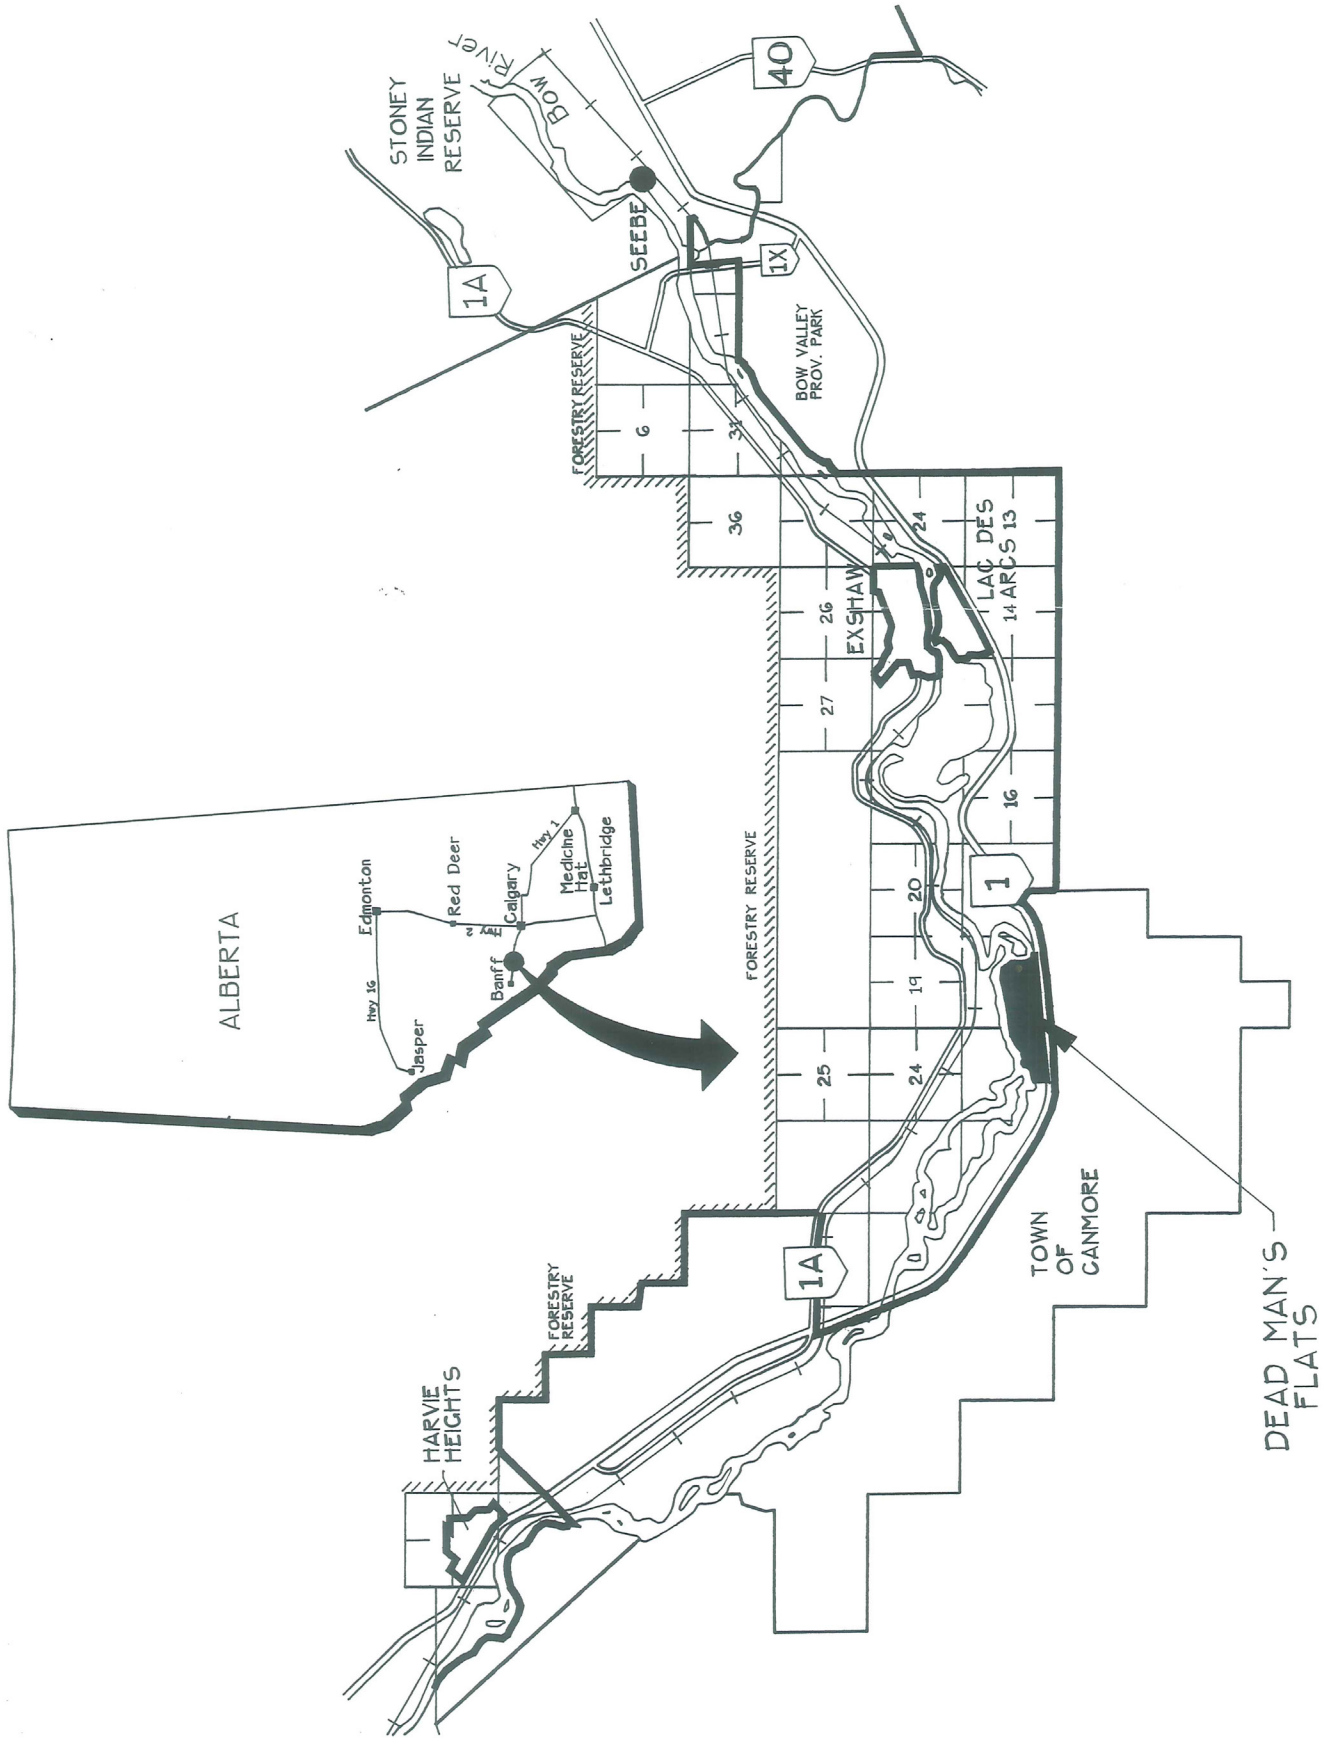 ALBERTA
Edmonton
Hwy 16
Jasper
Red Deer
Hwy 2
Calgary
Banff
Hwy 1
Medicine
Hat
Lethbridge
STONEY
INDIAN
RESERVE
Bow
River
1A
SEEBE
40
1X
FORESTRY RESERVE
BOW VALLEY
PROV. PARK
6
31
36
24
13
LAC DES
ARCS
14
26
EXSHAW
27
16
FORESTRY RESERVE
20
1
19
25
24
HARVIE
HEIGHTS
FORESTRY
RESERVE
1A
TOWN
OF
CANMORE
DEAD MAN'S
FLATS